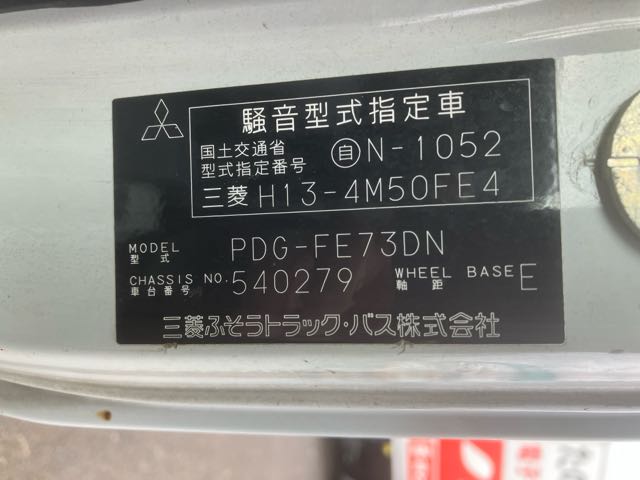 騒音型式指定車
国土交通省
型式指定番号
自N-1052
三菱 H13-4M50FE4
MODEL
型式
PDG-FE73DN
CHASSIS NO.
車台番号
540279
WHEEL BASE
軸距
E
三菱ふそうトラック・バス株式会社